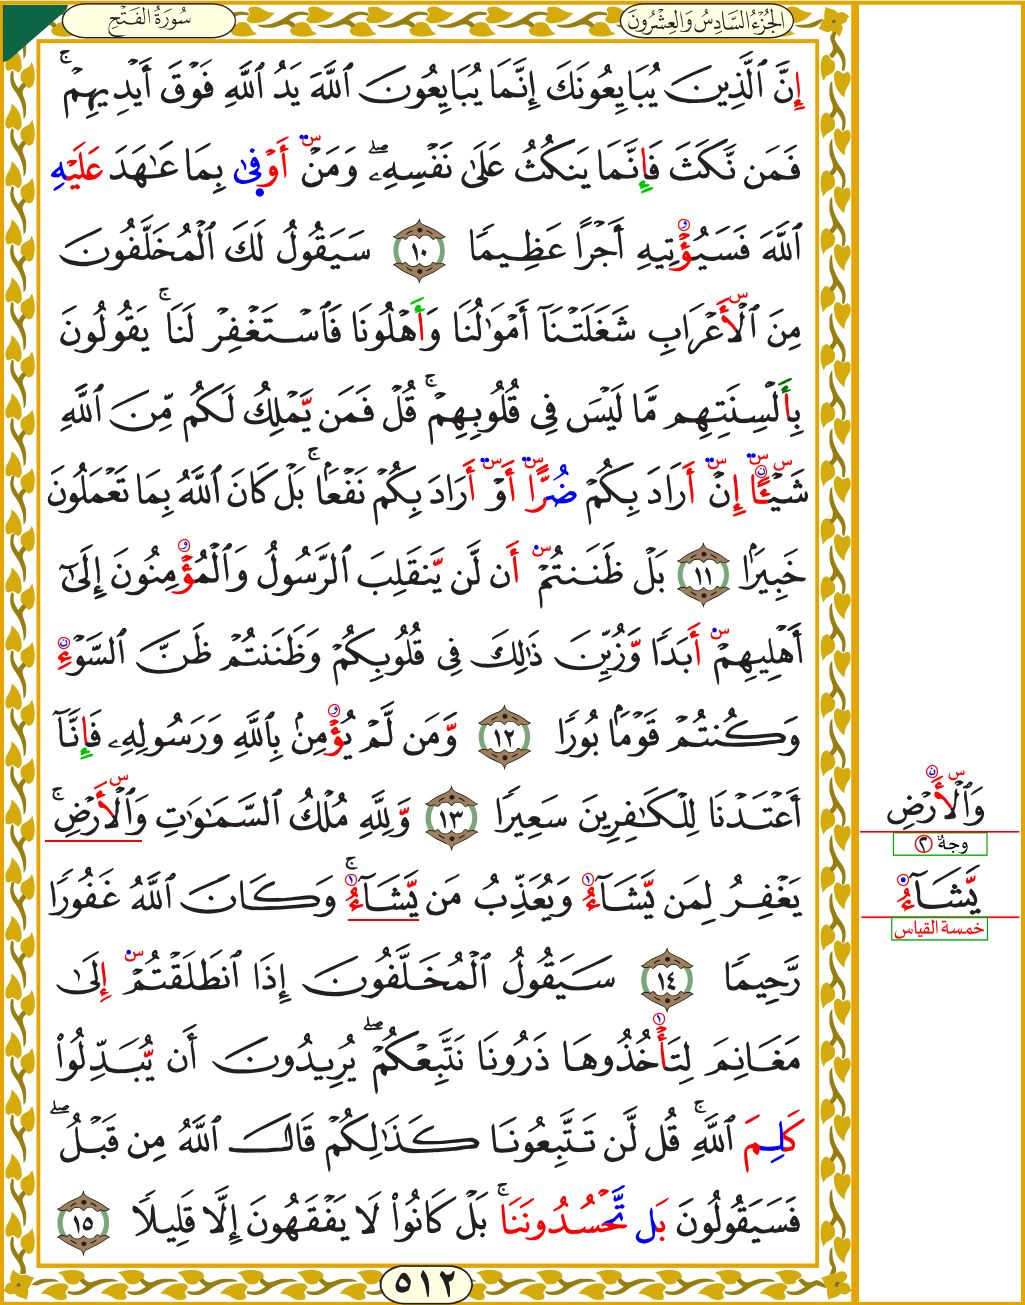 سُورَةُ الفَتْحِ
الجُزْءُ السَّادِسُ وَالعِشْرُونَ
إِنَّ ٱلَّذِينَ يُبَايِعُونَكَ إِنَّمَا يُبَايِعُونَ ٱللَّهَ يَدُ ٱللَّهِ فَوْقَ أَيْدِيهِمْۚ
فَمَن نَّكَثَ فَإِنَّمَا يَنكُثُ عَلَىٰ نَفْسِهِۦۖ وَمَنْ أَوْفَىٰ بِمَا عَـٰهَدَ عَلَيْهِ
ٱللَّهَ فَسَيُؤْتِيهِ أَجْرًا عَظِيمًا ١٠ سَيَقُولُ لَكَ ٱلْمُخَلَّفُونَ
مِنَ ٱلْأَعْرَابِ شَغَلَتْنَآ أَمْوَٰلُنَا وَأَهْلُونَا فَٱسْتَغْفِرْ لَنَاۚ يَقُولُونَ
بِأَلْسِنَتِهِم مَّا لَيْسَ فِى قُلُوبِهِمْۚ قُلْ فَمَن يَّمْلِكُ لَكُم مِّنَ ٱللَّهِ
شَيْـًٔا إِنْ أَرَادَ بِكُمْ ضُرًّا أَوْ أَرَادَ بِكُمْ نَفْعَۢاۚ بَلْ كَانَ ٱللَّهُ بِمَا تَعْمَلُونَ
خَبِيرَۢا ١١ بَلْ ظَنَنتُمْ أَن لَّن يَّنقَلِبَ ٱلرَّسُولُ وَٱلْمُؤْمِنُونَ إِلَىٰٓ
أَهْلِيهِمْ أَبَدًا وَّزُيِّنَ ذَٰلِكَ فِى قُلُوبِكُمْ وَظَنَنتُمْ ظَنَّ ٱلسَّوْءِ
وَكُنتُمْ قَوْمَۢا بُورًا ١٢ وَّمَن لَّمْ يُؤْمِنۢ بِٱللَّهِ وَرَسُولِهِۦ فَإِنَّآ
أَعْتَدْنَا لِلْكَـٰفِرِينَ سَعِيرًا ١٣ وَّلِلَّهِ مُلْكُ ٱلسَّمَـٰوَٰتِ وَٱلْأَرْضِۚ
يَغْفِرُ لِمَن يَّشَآءُ وَيُعَذِّبُ مَن يَّشَآءُۚ وَكَانَ ٱللَّهُ غَفُورًا
رَّحِيمًا ١٤ سَيَقُولُ ٱلْمُخَلَّفُونَ إِذَا ٱنطَلَقْتُمْ إِلَىٰ
مَغَانِمَ لِتَأْخُذُوهَا ذَرُونَا نَتَّبِعْكُمْۖ يُرِيدُونَ أَن يُّبَدِّلُوا۟
كَلِمَ ٱللَّهِۚ قُل لَّن تَتَّبِعُونَا كَذَٰلِكُمْ قَالَ ٱللَّهُ مِن قَبْلُۖ
فَسَيَقُولُونَ بَل تَّحْسُدُونَنَاۚ بَلْ كَانُوا۟ لَا يَفْقَهُونَ إِلَّا قَلِيلًا ١٥
٥١٢
وَٱلْأَرْضِ
وجهٌ ٢
يَّشَآءُ
خمسة القياس